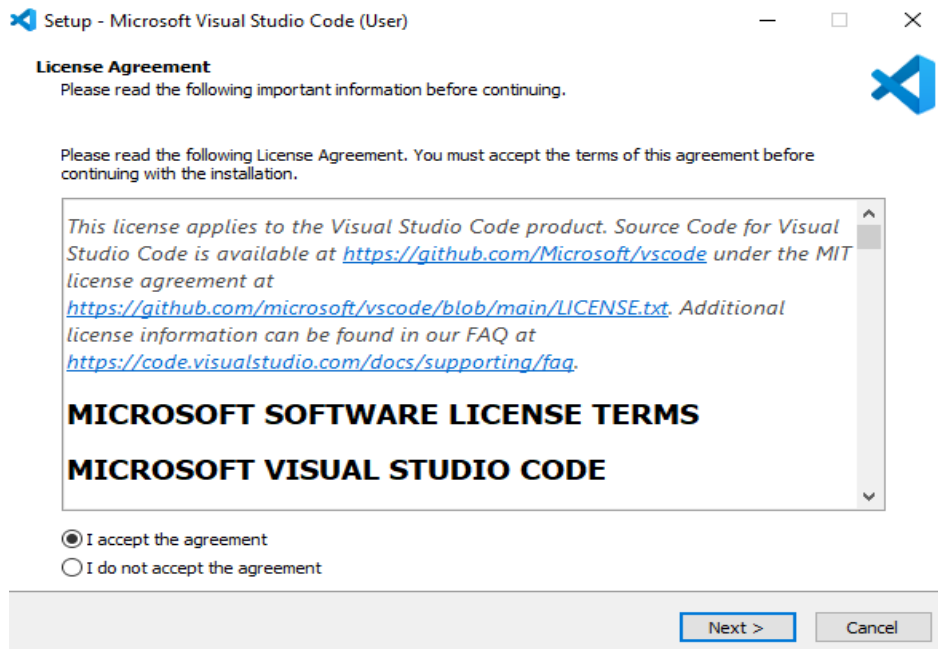 Setup - Microsoft Visual Studio Code (User)
License Agreement
Please read the following important information before continuing.
Please read the following License Agreement. You must accept the terms of this agreement before
continuing with the installation.
This license applies to the Visual Studio Code product. Source Code for Visual
Studio Code is available at https://github.com/Microsoft/vscode under the MIT
license agreement at
https://github.com/microsoft/vscode/blob/main/LICENSE.txt. Additional
license information can be found in our FAQ at
https://code.visualstudio.com/docs/supporting/faq.
MICROSOFT SOFTWARE LICENSE TERMS
MICROSOFT VISUAL STUDIO CODE
I accept the agreement
I do not accept the agreement
Next >
Cancel